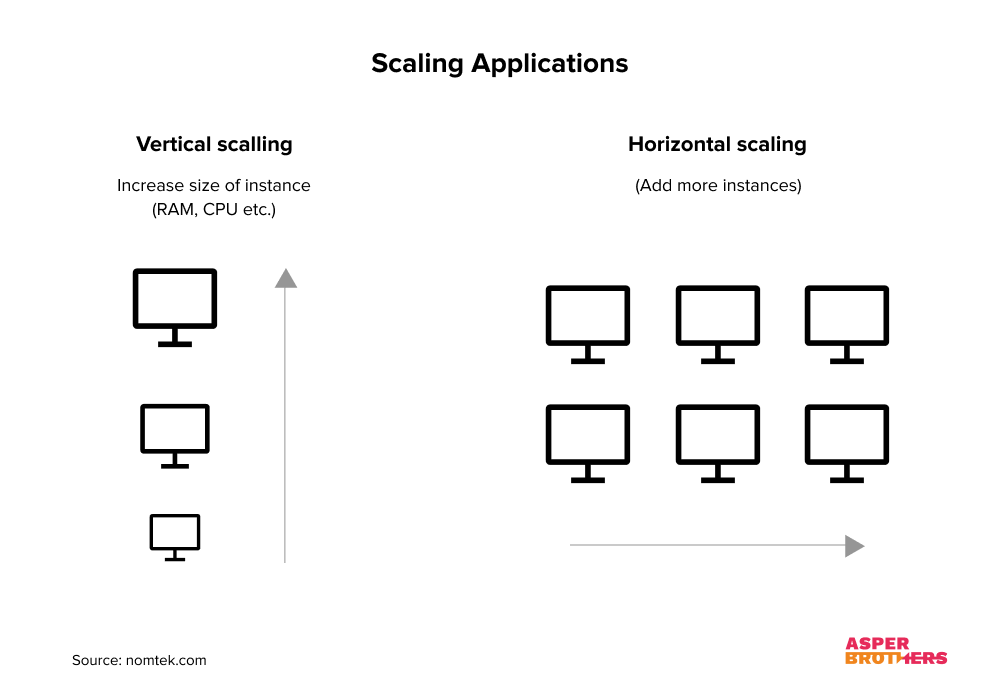 Scaling Applications
Vertical scalling
Increase size of instance
(RAM, CPU etc.)
Horizontal scaling
(Add more instances)
Source: nomtek.com
ASPER
BROTHERS